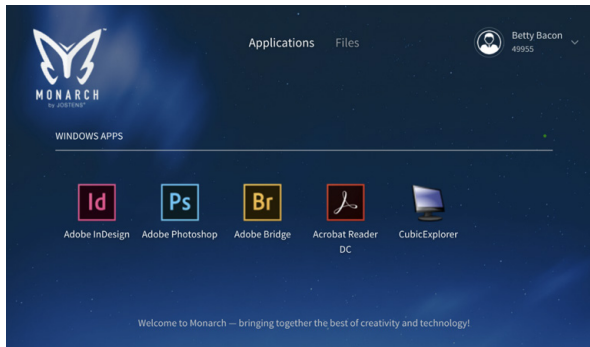 Applications Files
Betty Bacon
49955
MONARCH
by JOSTENS®
WINDOWS APPS
Id
Ps
Br
Adobe InDesign
Adobe Photoshop
Adobe Bridge
Acrobat Reader
DC
CubicExplorer
Welcome to Monarch — bringing together the best of creativity and technology!